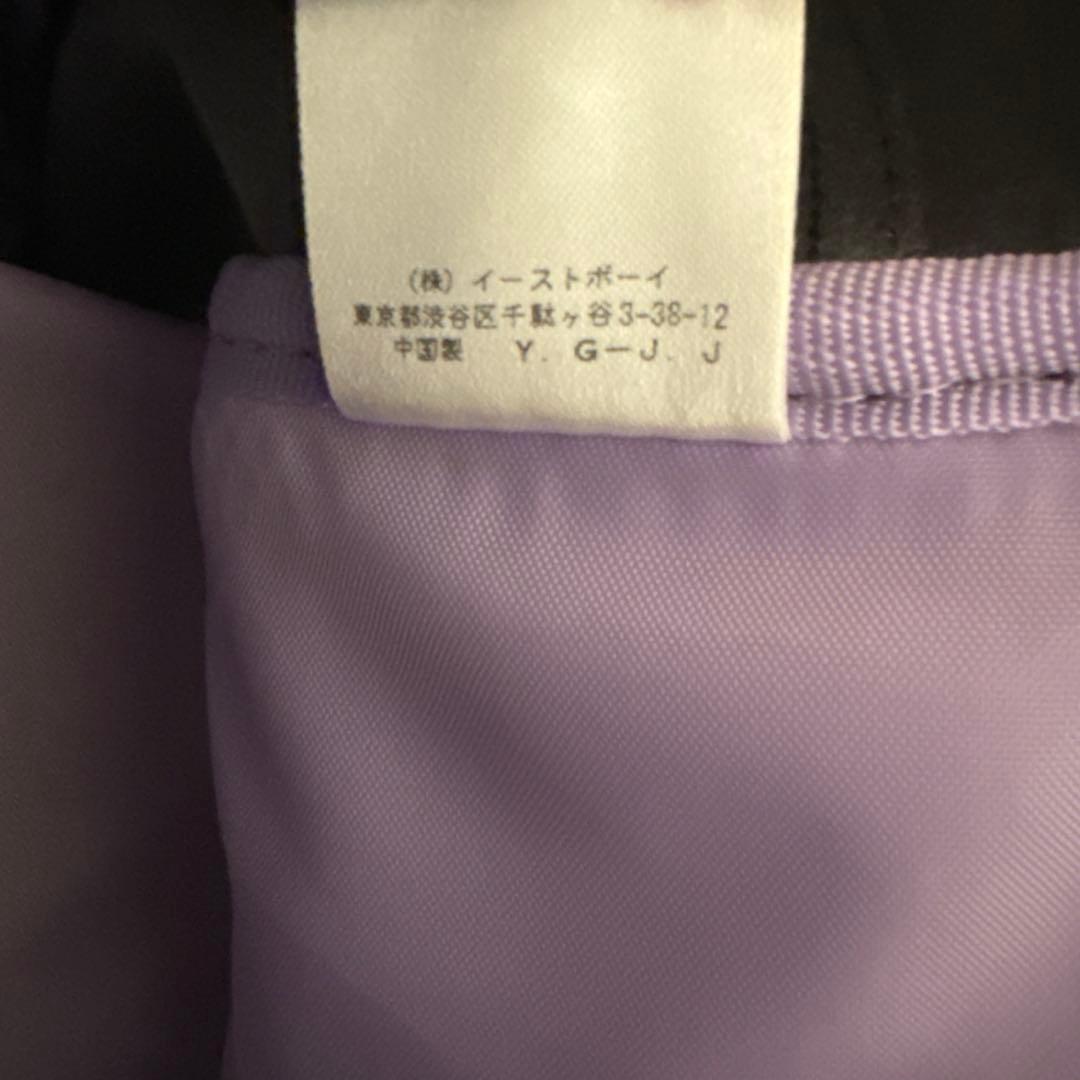 (株) イーストボーイ
東京都渋谷区千駄ヶ谷3-38-12
中国製 Y. G-J. J